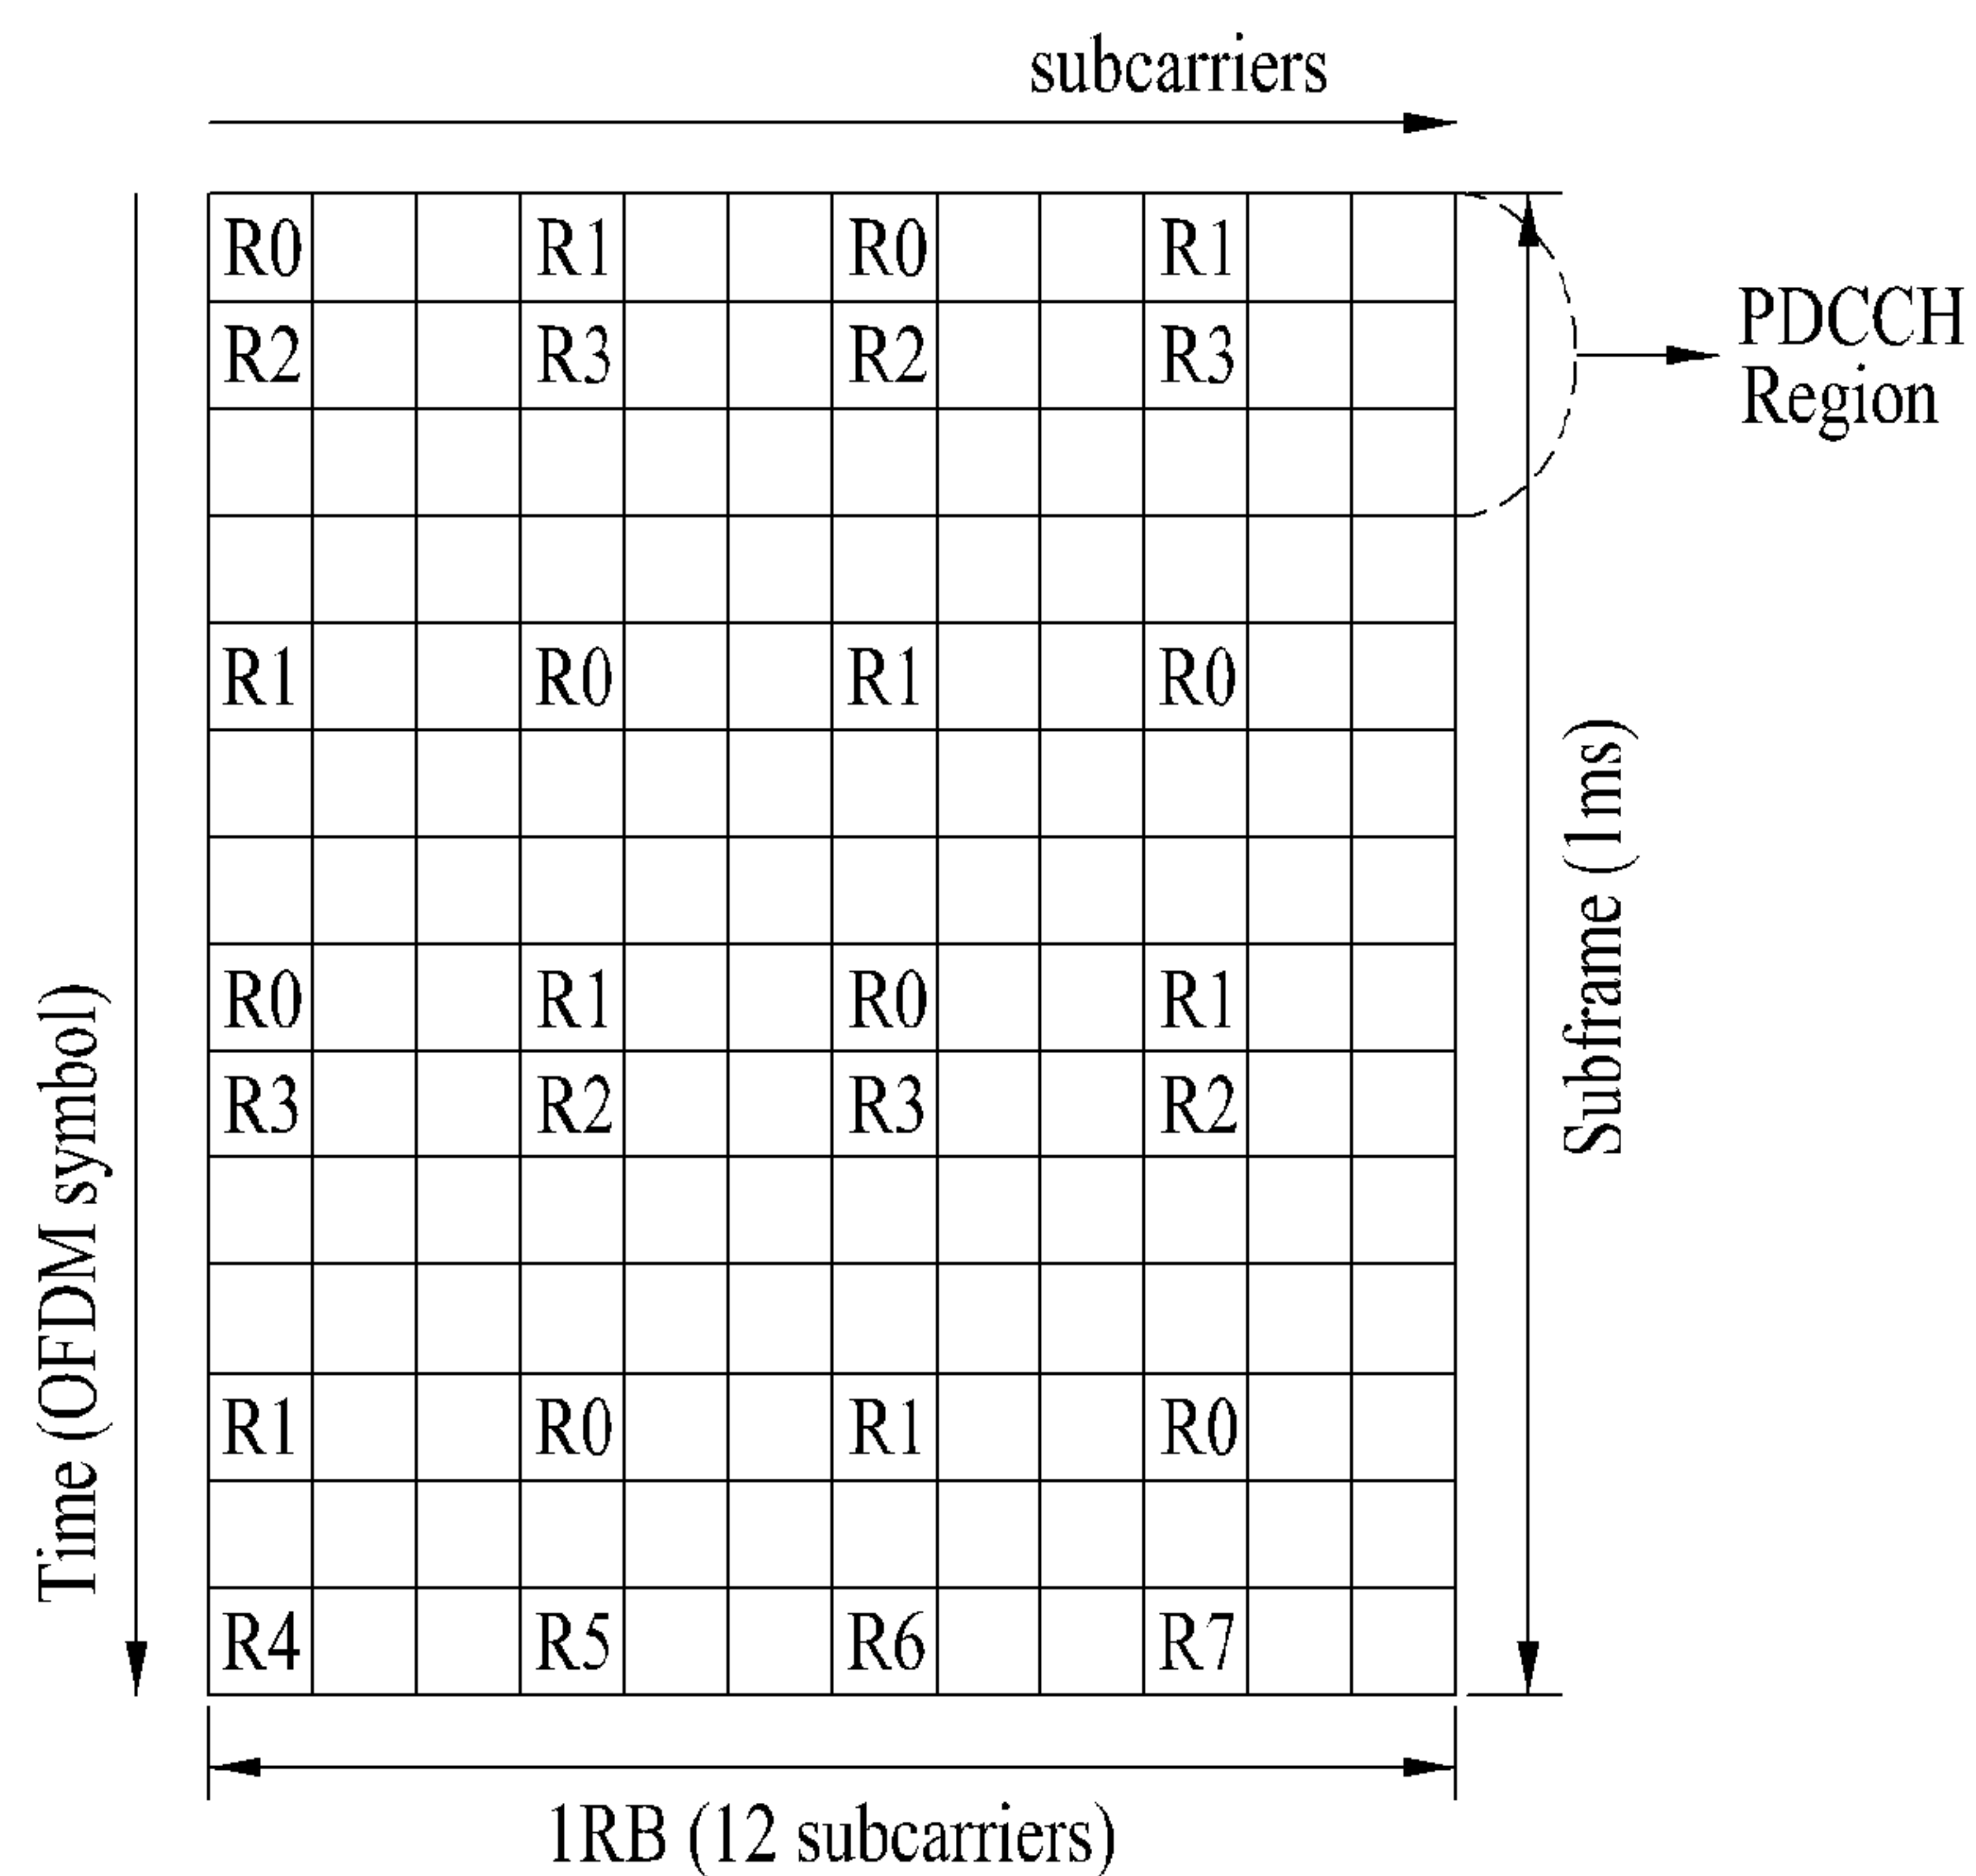 subcarriers
R0 R1 R0 R1
R2 R3 R2 R3
PDCCH
Region
R1 R0 R1 R0
R0 R1 R0 R1
R3 R2 R3 R2
R1 R0 R1 R0
R4 R5 R6 R7
Time (OFDM symbol)
Subframe (1ms)
1RB (12 subcarriers)